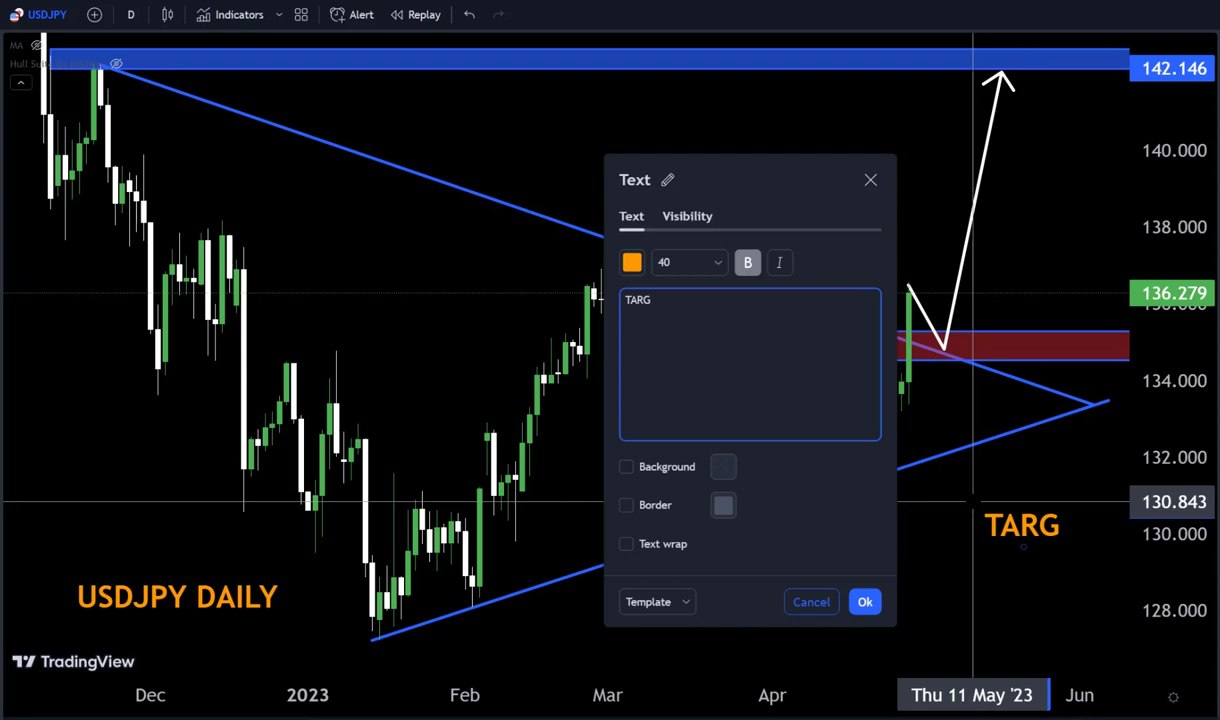 USDJPY
D
Indicators
Alert
Replay
MA
142.146
140.000
138.000
136.279
134.000
132.000
130.843
130.000
128.000
Text
Text
Visibility
40
B
I
TARG
Background
Border
Text wrap
Template
Cancel
Ok
TARG
USDJPY DAILY
TradingView
Dec
2023
Feb
Mar
Apr
Thu 11 May '23
Jun